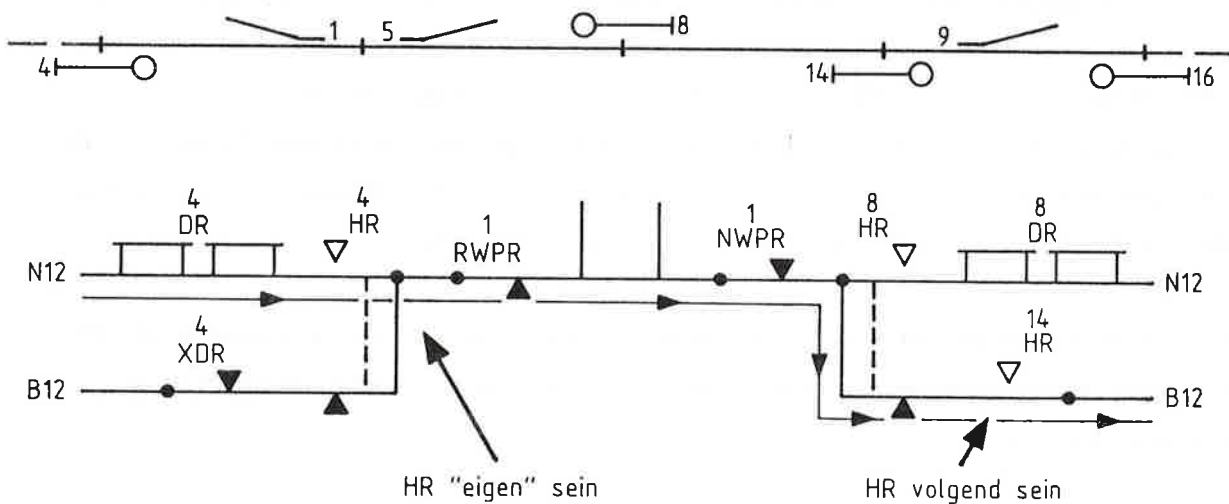 1 5 8 9
4 14 16
4 4 8 8
DR HR 1 1 HR DR
RWPR NWPR
N12 N12
4 14
XDR HR
B12 B12
HR "eigen" sein HR volgend sein